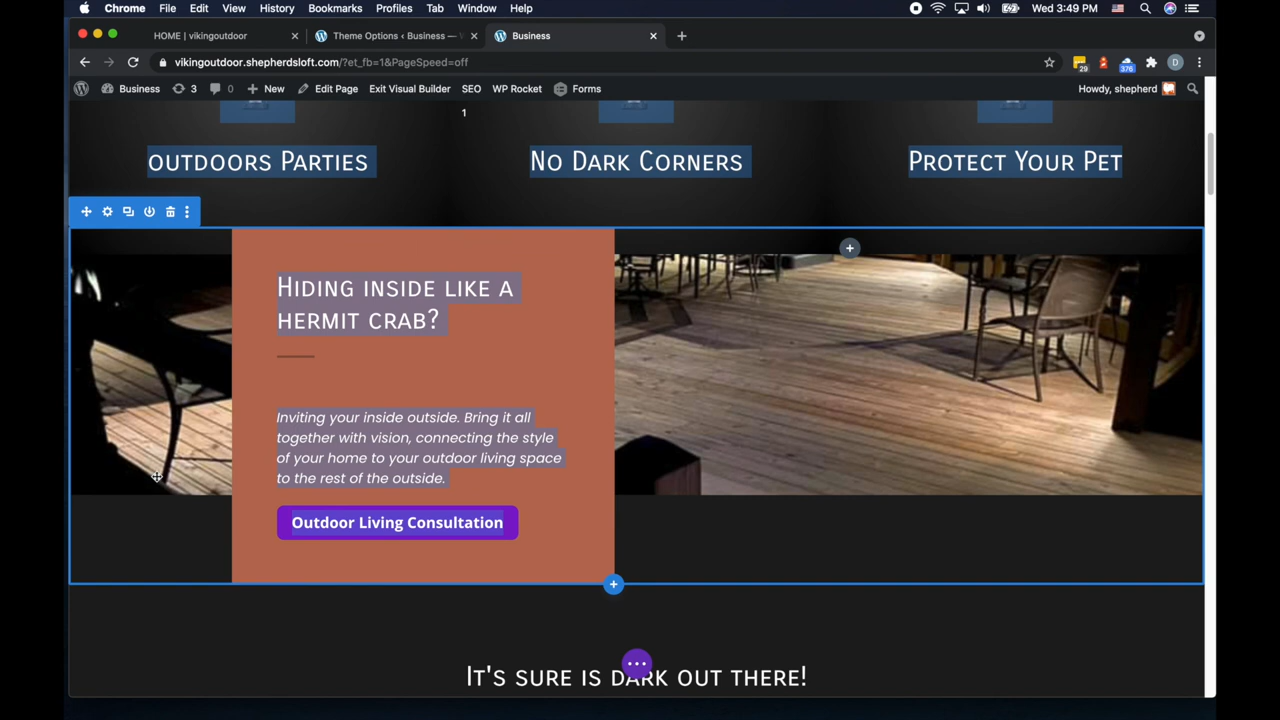 Chrome File Edit View History Bookmarks Profiles Tab Window Help Wed 3:49 PM
HOME | vikingoutdoor Theme Options ‹ Business — Business
vikingoutdoor.shepherdsloft.com/?et_fb=1&PageSpeed=off 29 376 D
Business 3 0 New Edit Page Exit Visual Builder SEO WP Rocket Forms Howdy, shepherd
1
outdoors Parties No Dark Corners Protect Your Pet
Hiding inside like a
hermit crab?
Inviting your inside outside. Bring it all
together with vision, connecting the style
of your home to your outdoor living space
to the rest of the outside.
Outdoor Living Consultation
It's sure is dark out there!